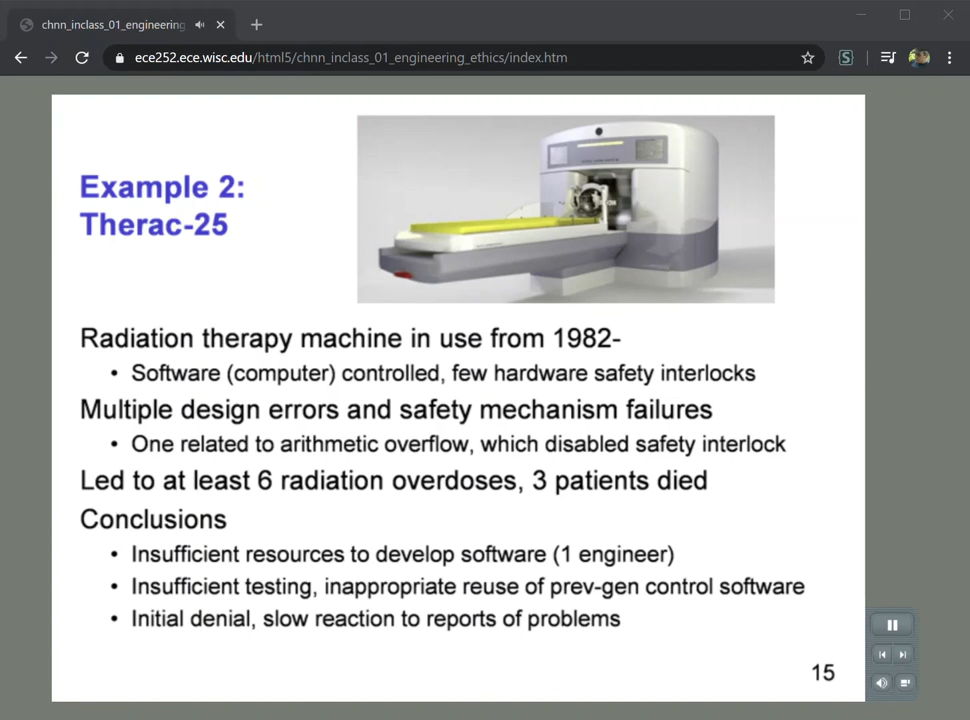 chnn_inclass_01_engineering
ece252.ece.wisc.edu/html5/chnn_inclass_01_engineering_ethics/index.htm
S
Example 2:
Therac-25
Radiation therapy machine in use from 1982-
• Software (computer) controlled, few hardware safety interlocks
Multiple design errors and safety mechanism failures
• One related to arithmetic overflow, which disabled safety interlock
Led to at least 6 radiation overdoses, 3 patients died
Conclusions
• Insufficient resources to develop software (1 engineer)
• Insufficient testing, inappropriate reuse of prev-gen control software
• Initial denial, slow reaction to reports of problems
15